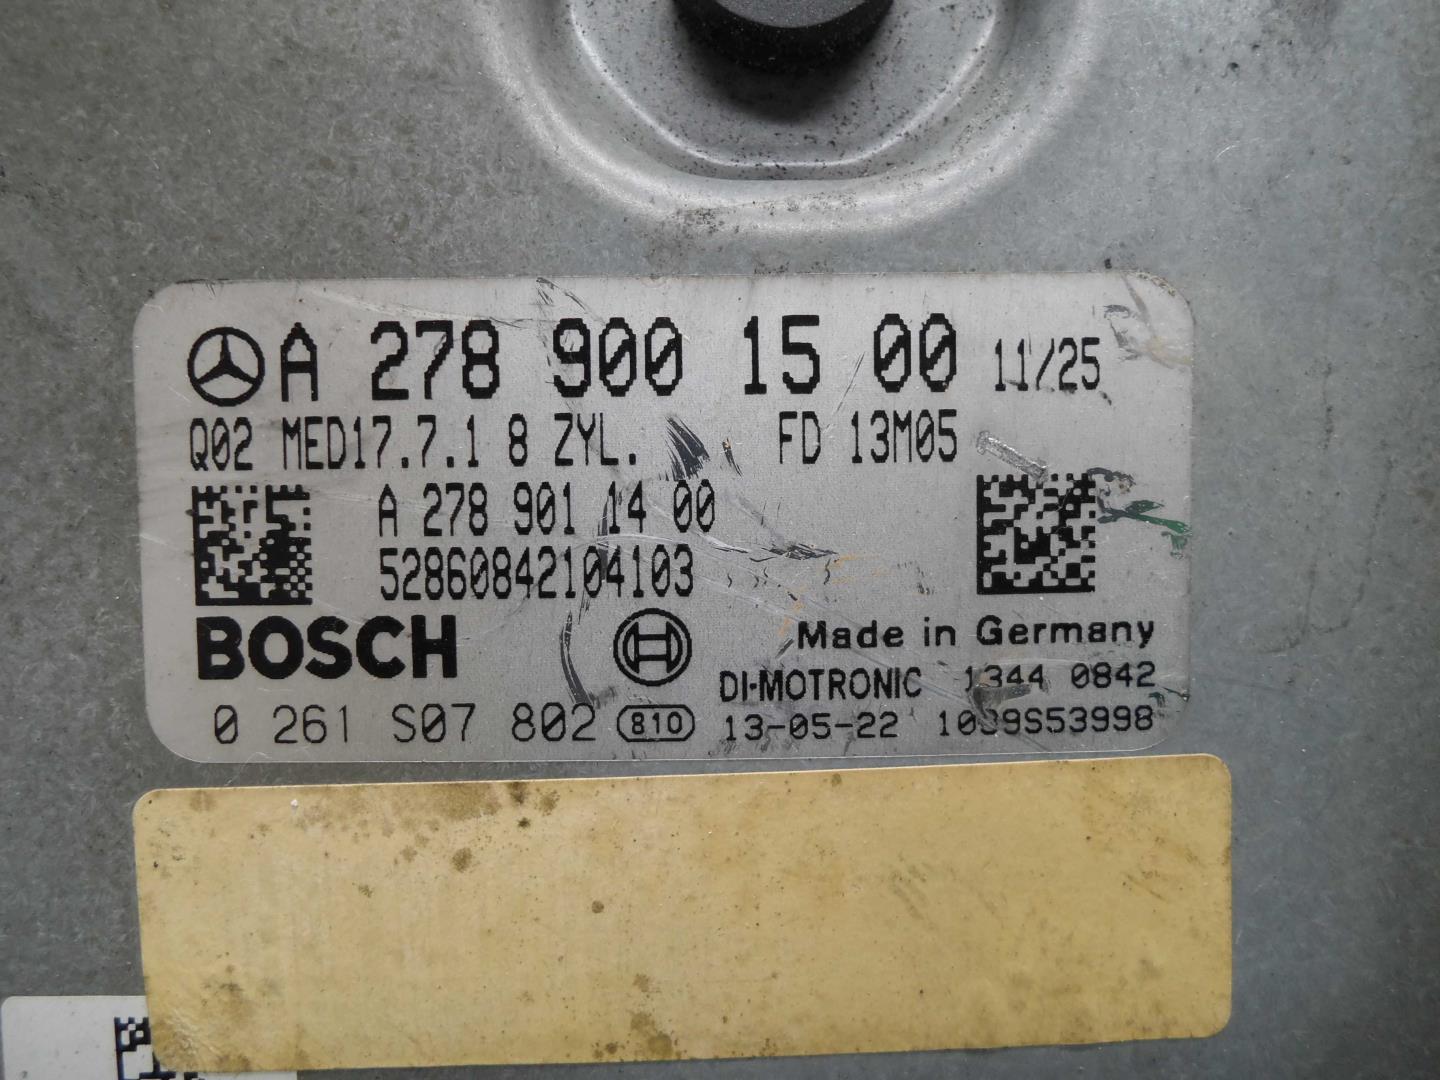 A 278 900 15 00 11/25
Q02 MED17.7.1 8 ZYL. FD 13M05
A 278 901 14 00
52860842104103
BOSCH
Made in Germany
DI-MOTRONIC 1344 0842
0 261 S07 802 810 13-05-22 1039S53998